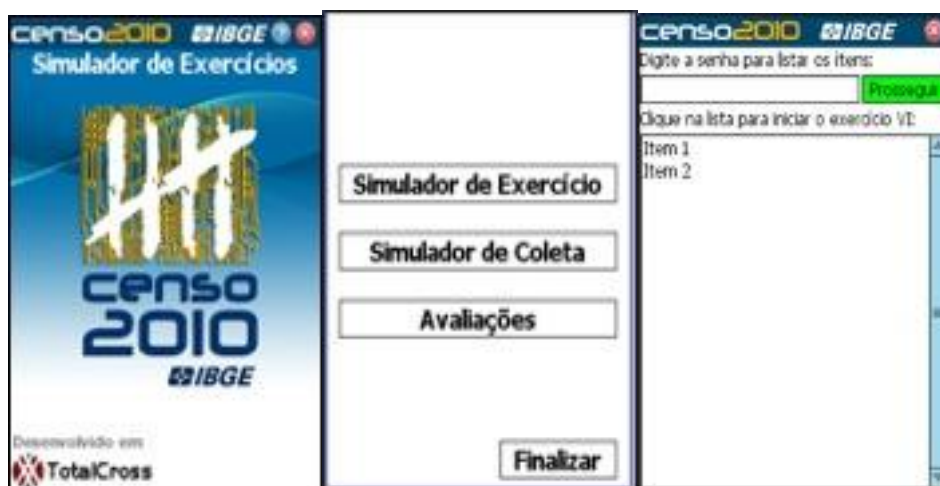 censo2010 IBGE
Simulador de Exercícios
censo
2010
IBGE
Desenvolvido em
TotalCross
Simulador de Exercício
Simulador de Coleta
Avaliações
Finalizar
censo2010 IBGE
Digite a senha para listar os itens:
Prosseguir
Clique na lista para iniciar o exercício VI:
Item 1
Item 2